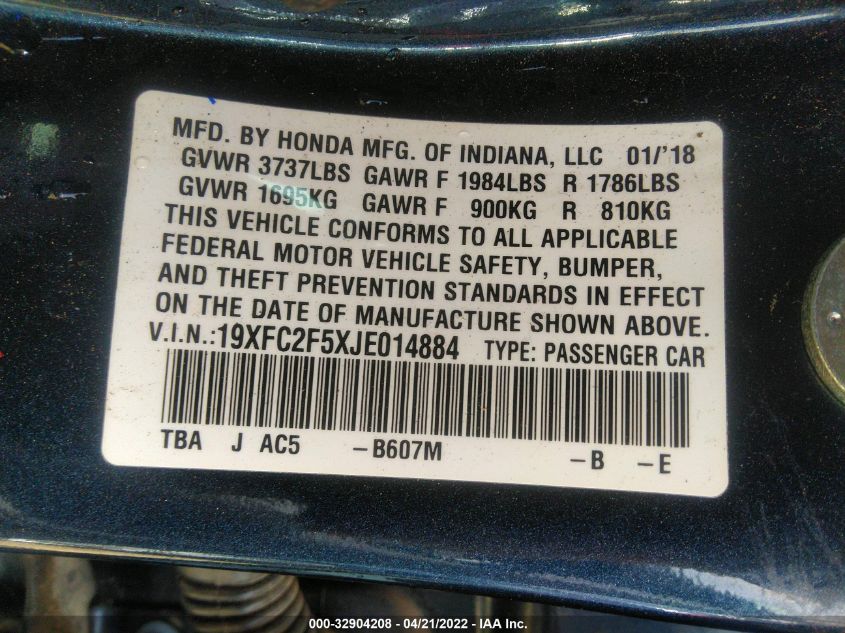 MFD. BY HONDA MFG. OF INDIANA, LLC 01/'18
GVWR 3737LBS GAWR F 1984LBS R 1786LBS
GVWR 1695KG GAWR F 900KG R 810KG
THIS VEHICLE CONFORMS TO ALL APPLICABLE
FEDERAL MOTOR VEHICLE SAFETY, BUMPER,
AND THEFT PREVENTION STANDARDS IN EFFECT
ON THE DATE OF MANUFACTURE SHOWN ABOVE.
V.I.N.:19XFC2F5XJE014884 TYPE: PASSENGER CAR
TBA J AC5 -B607M -B -E
000-32904208 - 04/21/2022 - IAAI Inc.